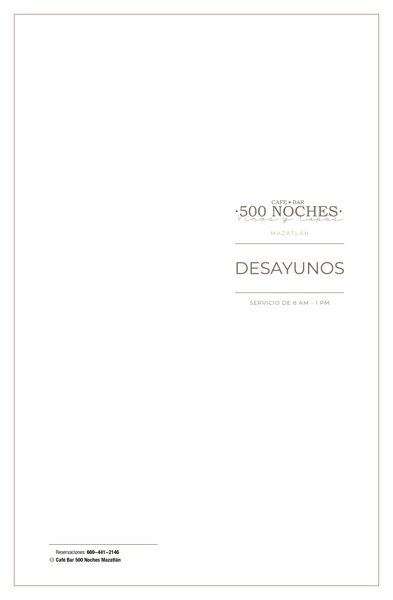 CAFE • BAR
·500 NOCHES·
vinos y tapas
MAZATLÁN
DESAYUNOS
SERVICIO DE 8 AM - 1 PM
Reservaciones: 669-441-2146
Café Bar 500 Noches Mazatlán